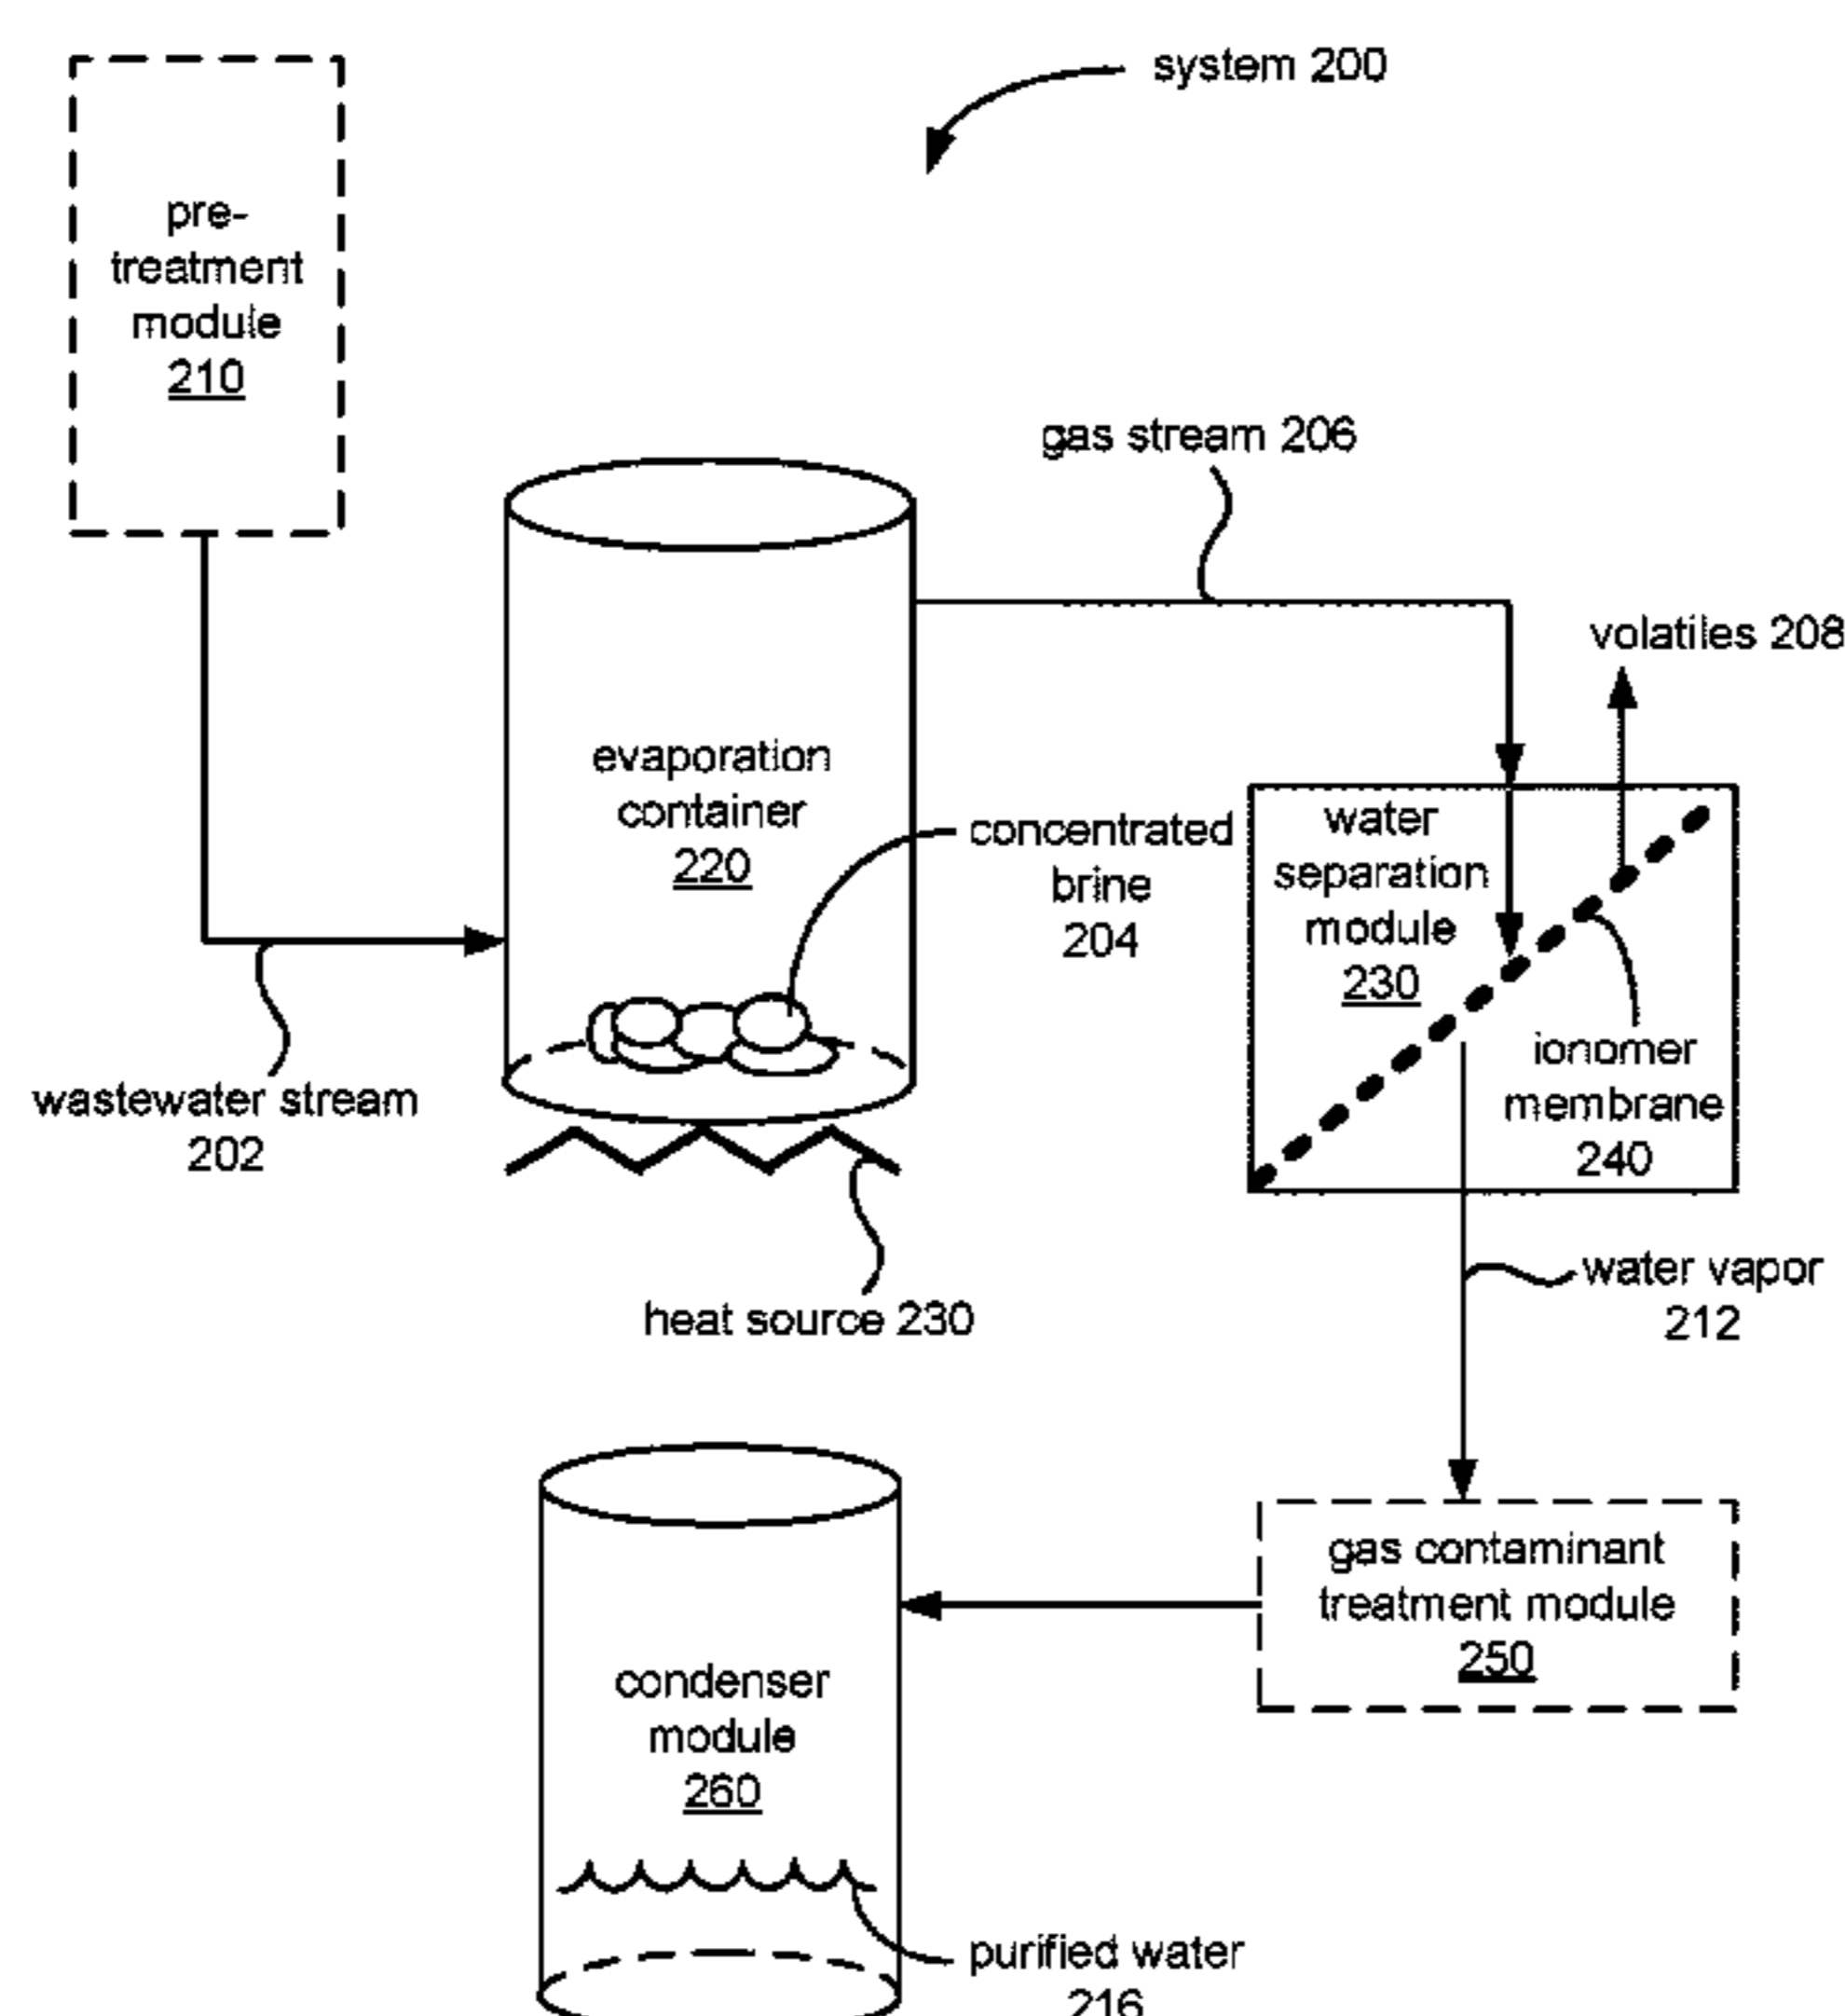 system 200
pre-
treatment
module
210
gas stream 206
volatiles 208
evaporation
container
220
concentrated
brine
204
water
separation
module
230
ionomer
membrane
240
wastewater stream
202
heat source 230
water vapor
212
gas contaminant
treatment module
250
condenser
module
260
purified water
216